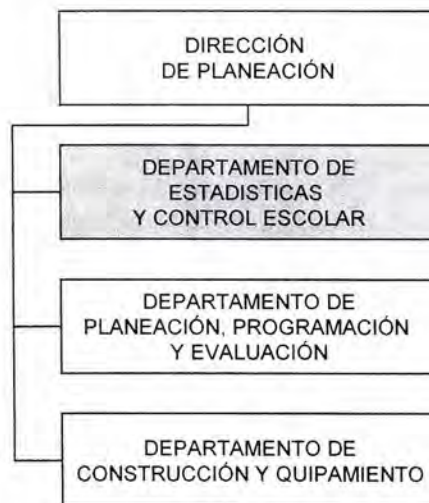 DIRECCIÓN
DE PLANEACIÓN
DEPARTAMENTO DE
ESTADISTICAS
Y CONTROL ESCOLAR
DEPARTAMENTO DE
PLANEACIÓN, PROGRAMACIÓN
Y EVALUACIÓN
DEPARTAMENTO DE
CONSTRUCCIÓN Y QUIPAMIENTO